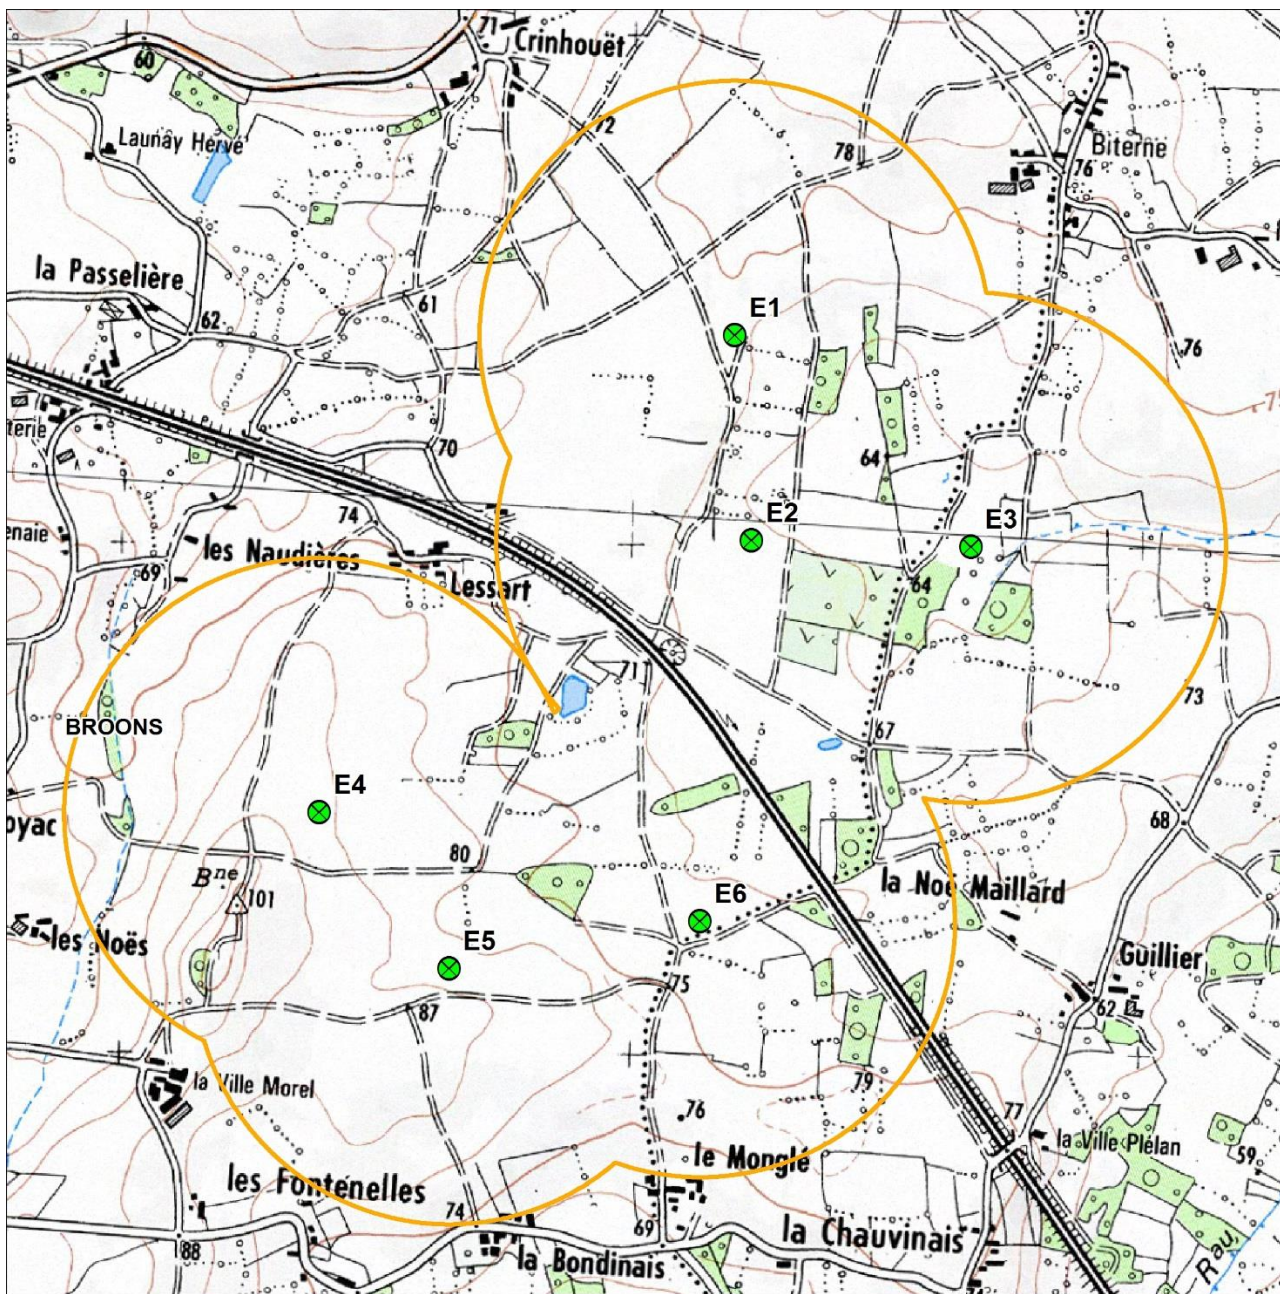 71
Crinhouët
60
72
Launay Hervé
78
Biterne
76
la Passelière
61
62
E1
76
70
64
74
E2
E3
enaie
les Naudières
69
Lessart
64
71
73
BROONS
67
E4
oyac
68
80
Bne
101
la Noë Maillard
E6
les Noës
E5
Guillier
75
87
62
la Ville Morel
79
76
77
la Ville Plélan
59
le Monglé
les Fontenelles
74
69
la Chauvinais
88
la Bondinais
Rau